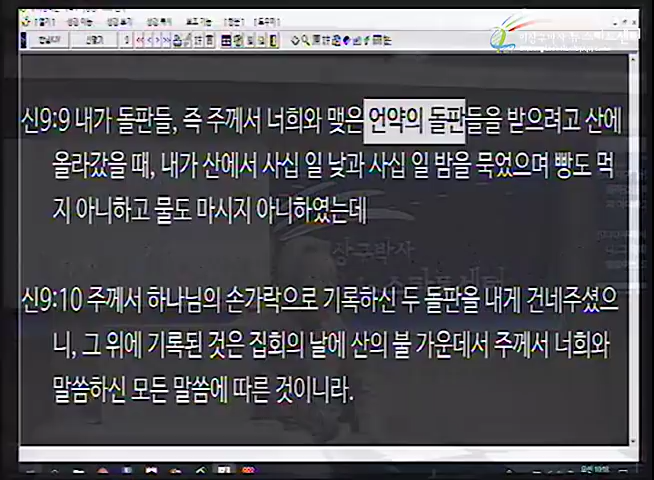 신9:9 내가 돌판들, 즉 주께서 너희와 맺은 언약의 돌판들을 받으려고 산에
올라갔을 때, 내가 산에서 사십 일 낮과 사십 일 밤을 묵었으며 빵도 먹
지 아니하고 물도 마시지 아니하였는데
신9:10 주께서 하나님의 손가락으로 기록하신 두 돌판을 내게 건네주셨으
니, 그 위에 기록된 것은 집회의 날에 산의 불 가운데서 주께서 너희와
말씀하신 모든 말씀에 따른 것이니라.